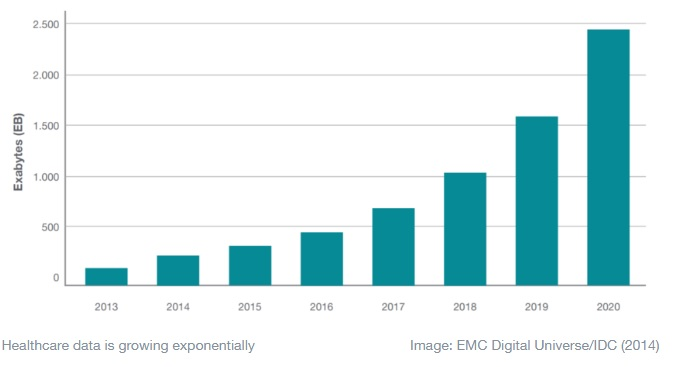 2.500
2.000
1.500
1.000
500
0
Exabytes (EB)
2013 2014 2015 2016 2017 2018 2019 2020
Healthcare data is growing exponentially
Image: EMC Digital Universe/IDC (2014)